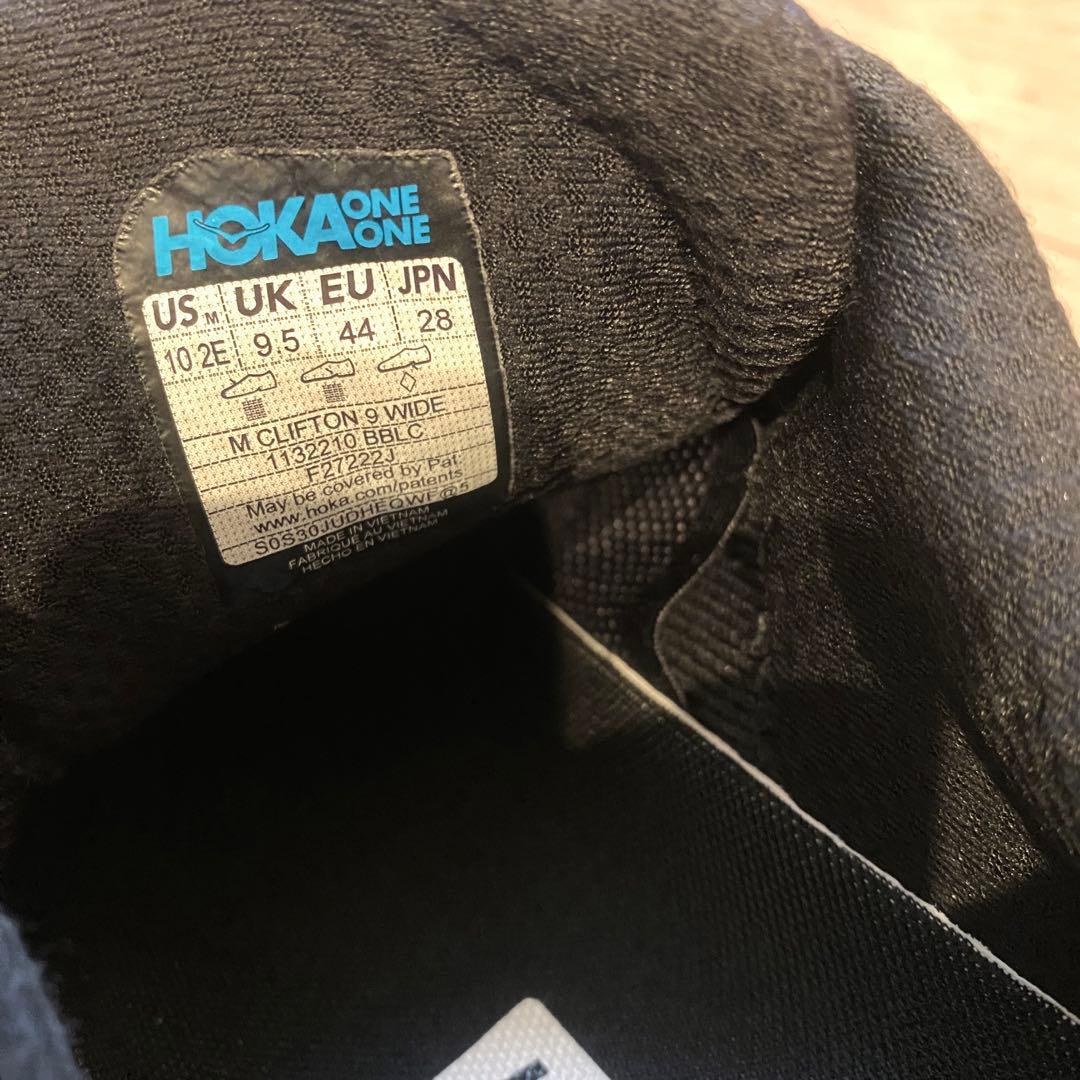 HOKA ONE ONE
US M UK EU JPN
10 2E 9.5 44 28
M CLIFTON 9 WIDE
1132210 BBLC
F27222J
May be covered by Pat.
www.hoka.com/patents
S0S30JUDHEQWF@5
MADE IN VIETNAM
FABRIQUE AU VIETNAM
HECHO EN VIETNAM